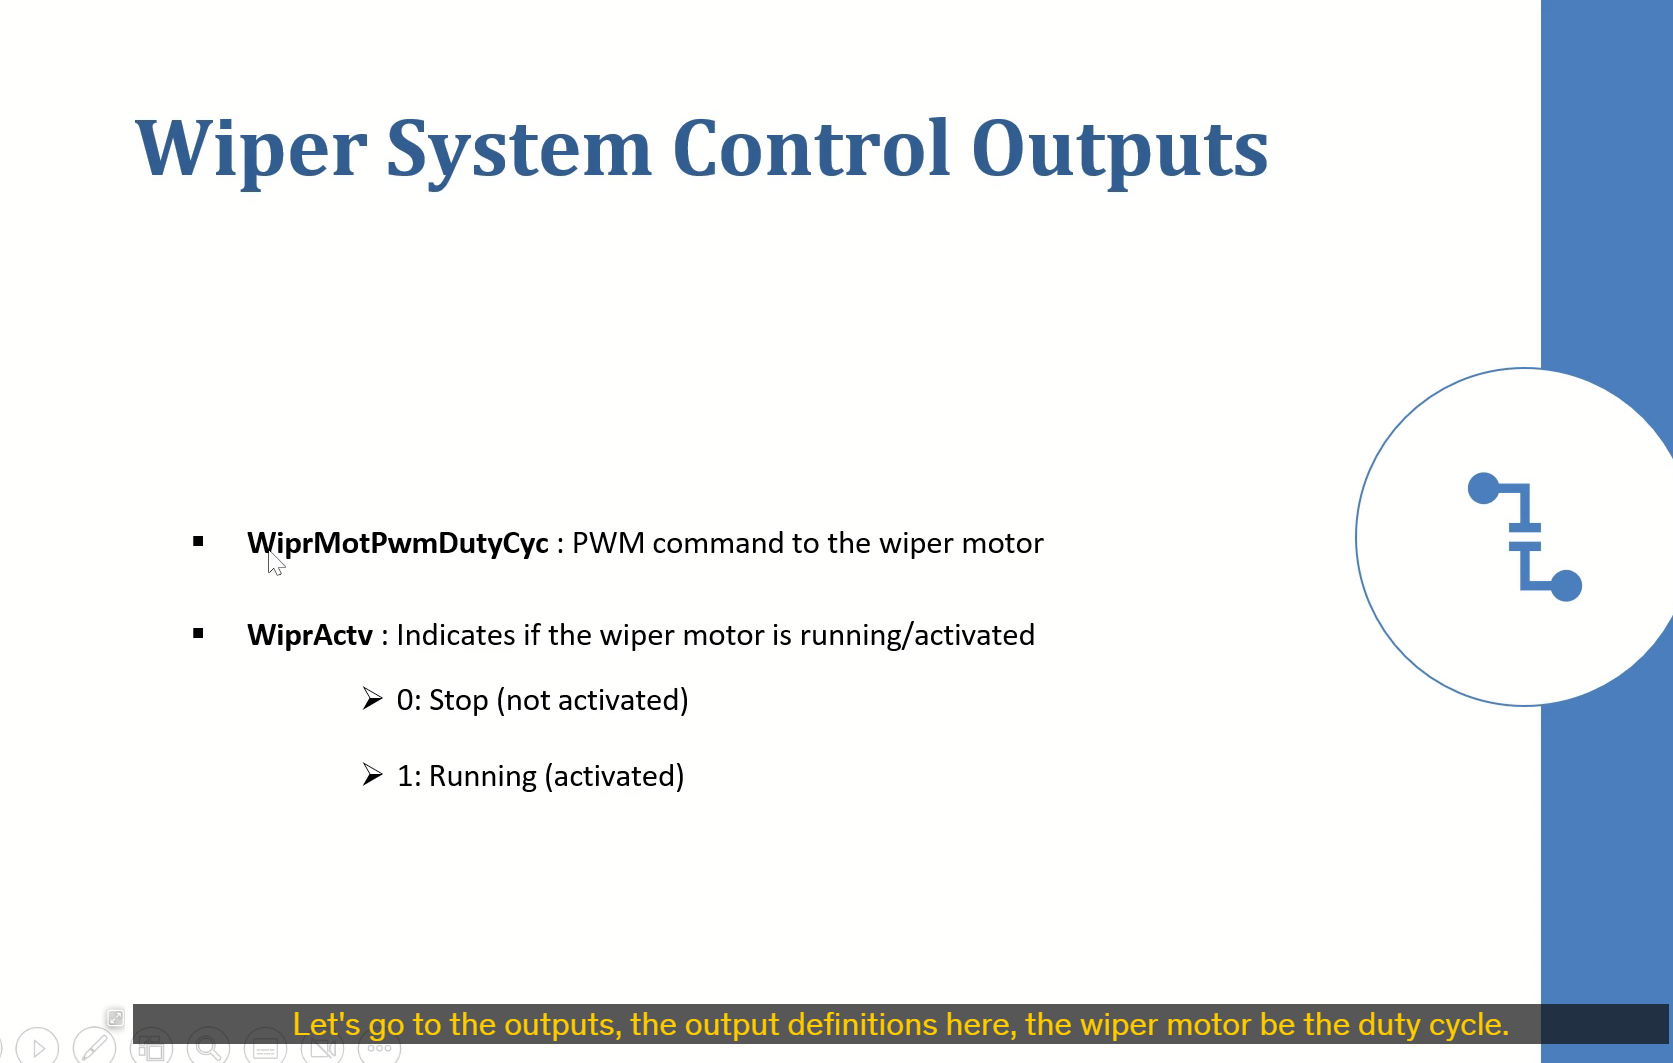 Wiper System Control Outputs
▪ WiprMotPwmDutyCyc : PWM command to the wiper motor
▪ WiprActv : Indicates if the wiper motor is running/activated
➢ 0: Stop (not activated)
➢ 1: Running (activated)
Let's go to the outputs, the output definitions here, the wiper motor be the duty cycle.